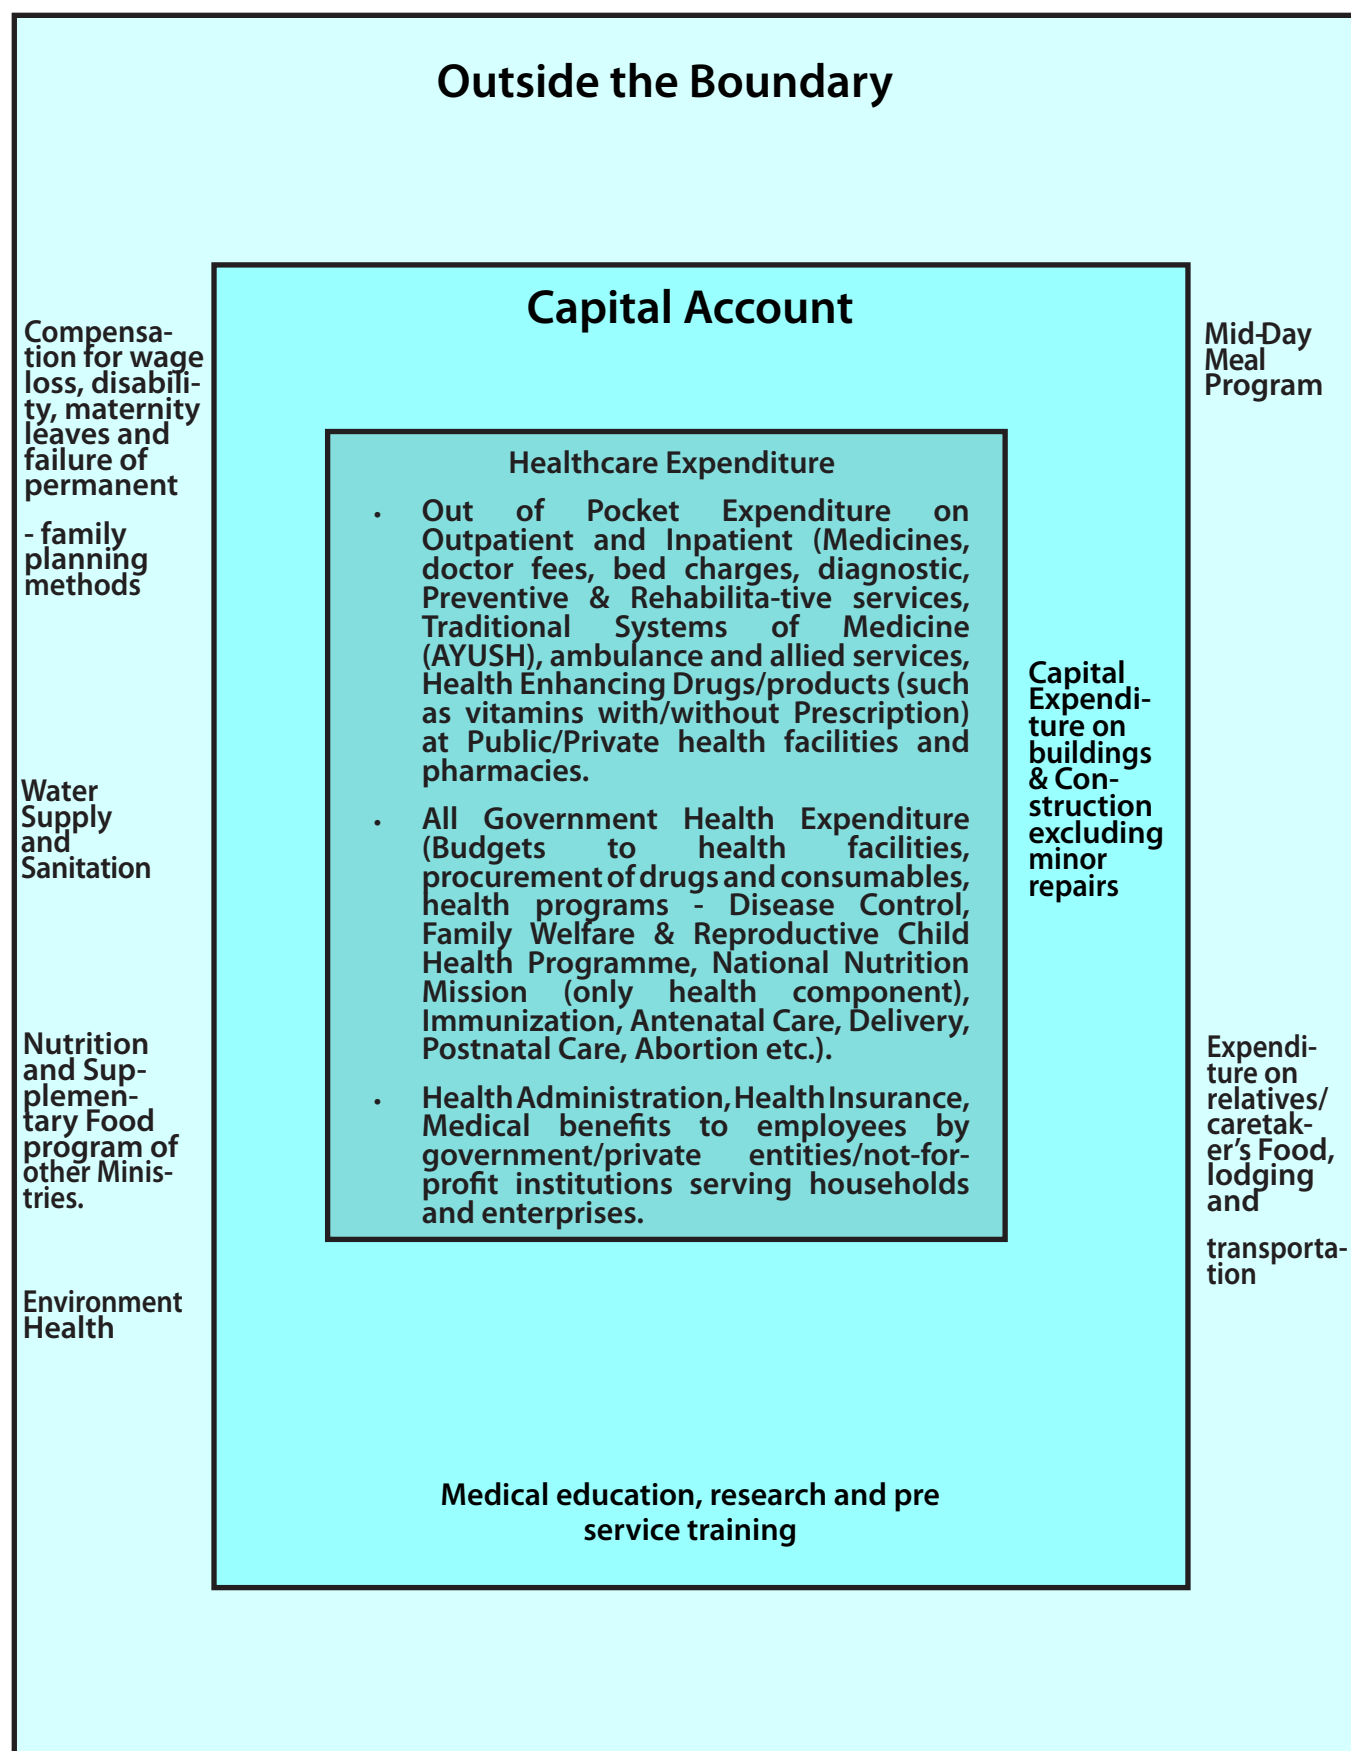 Outside the Boundary
Capital Account
Compensa-
tion for wage
loss, disabili-
ty, maternity
leaves and
failure of
permanent
- family
planning
methods
Water
Supply
and
Sanitation
Nutrition
and Sup-
plemen-
tary Food
program of
other Minis-
tries.
Environment
Health
Healthcare Expenditure
• Out of Pocket Expenditure on
Outpatient and Inpatient (Medicines,
doctor fees, bed charges, diagnostic,
Preventive & Rehabilita-tive services,
Traditional Systems of Medicine
(AYUSH), ambulance and allied services,
Health Enhancing Drugs/products (such
as vitamins with/without Prescription)
at Public/Private health facilities and
pharmacies.
• All Government Health Expenditure
(Budgets to health facilities,
procurement of drugs and consumables,
health programs - Disease Control,
Family Welfare & Reproductive Child
Health Programme, National Nutrition
Mission (only health component),
Immunization, Antenatal Care, Delivery,
Postnatal Care, Abortion etc.).
• Health Administration, Health Insurance,
Medical benefits to employees by
government/private entities/not-for-
profit institutions serving households
and enterprises.
Capital
Expendi-
ture on
buildings
& Con-
struction
excluding
minor
repairs
Medical education, research and pre
service training
Mid-Day
Meal
Program
Expendi-
ture on
relatives/
caretak-
er's Food,
lodging
and
transporta-
tion